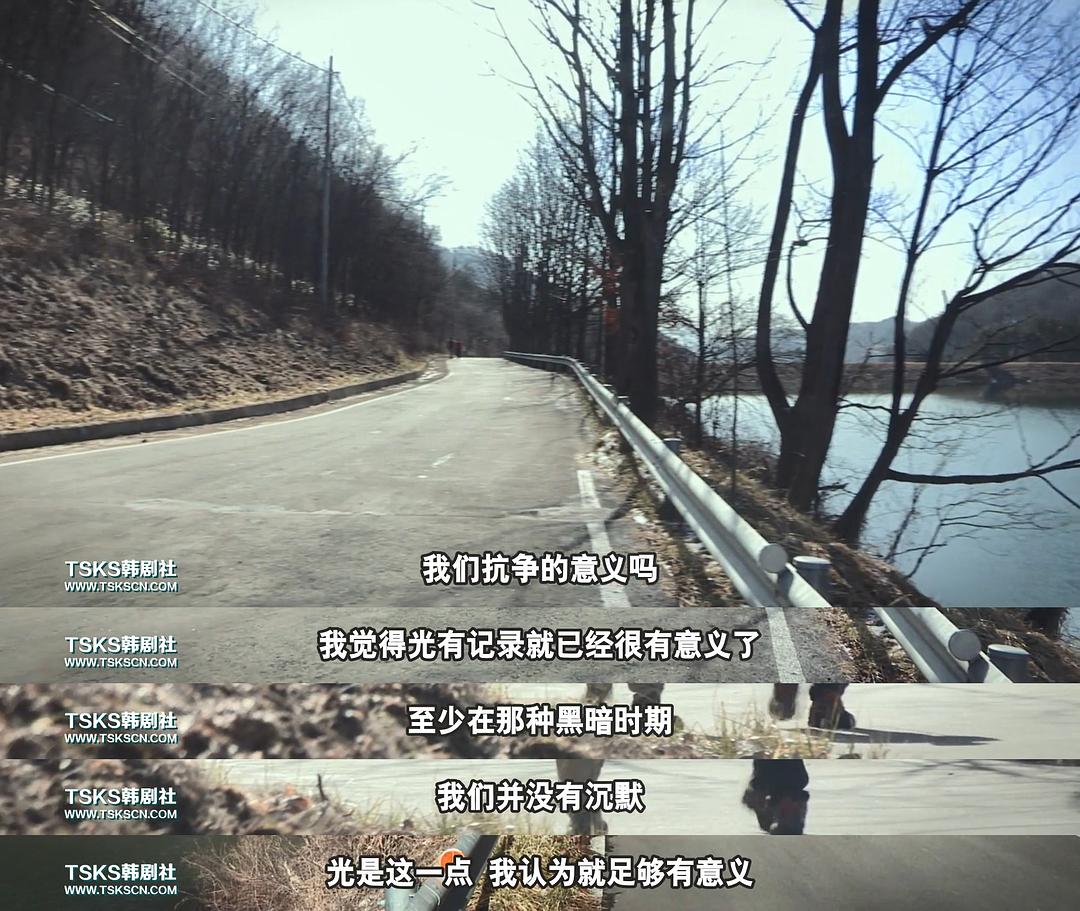 我们抗争的意义吗
TSKS韩剧社
WWW.TSKSCN.COM
我觉得光有记录就已经很有意义了
TSKS韩剧社
WWW.TSKSCN.COM
至少在那种黑暗时期
TSKS韩剧社
WWW.TSKSCN.COM
我们并没有沉默
TSKS韩剧社
WWW.TSKSCN.COM
光是这一点 我认为就足够有意义
TSKS韩剧社
WWW.TSKSCN.COM